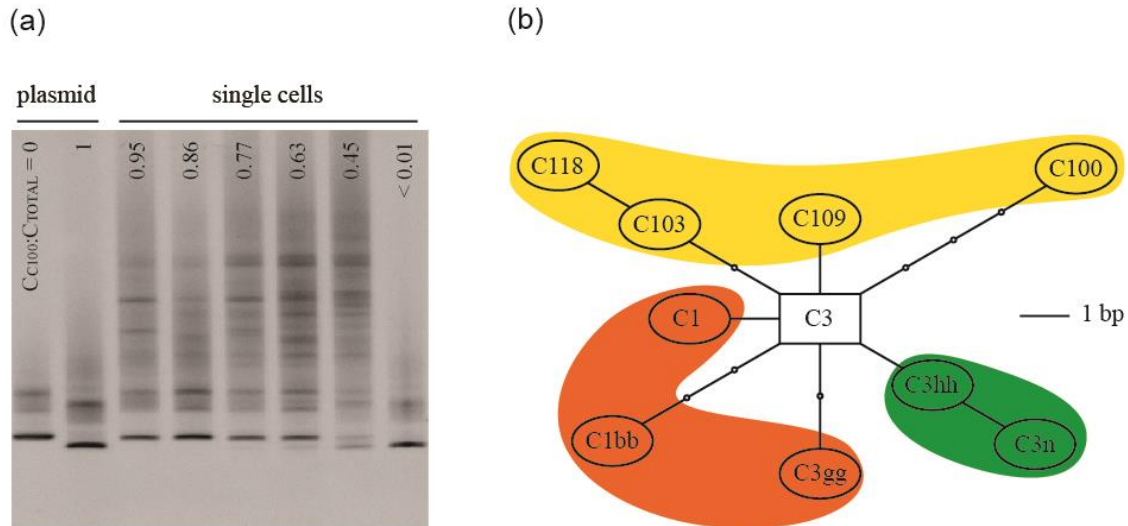 (a)
plasmid
single cells
CC100:CTOTAL = 0
1
0.95
0.86
0.77
0.63
0.45
< 0.01
(b)
C118
C103
C109
C100
C1
C3
1 bp
C3hh
C1bb
C3gg
C3n